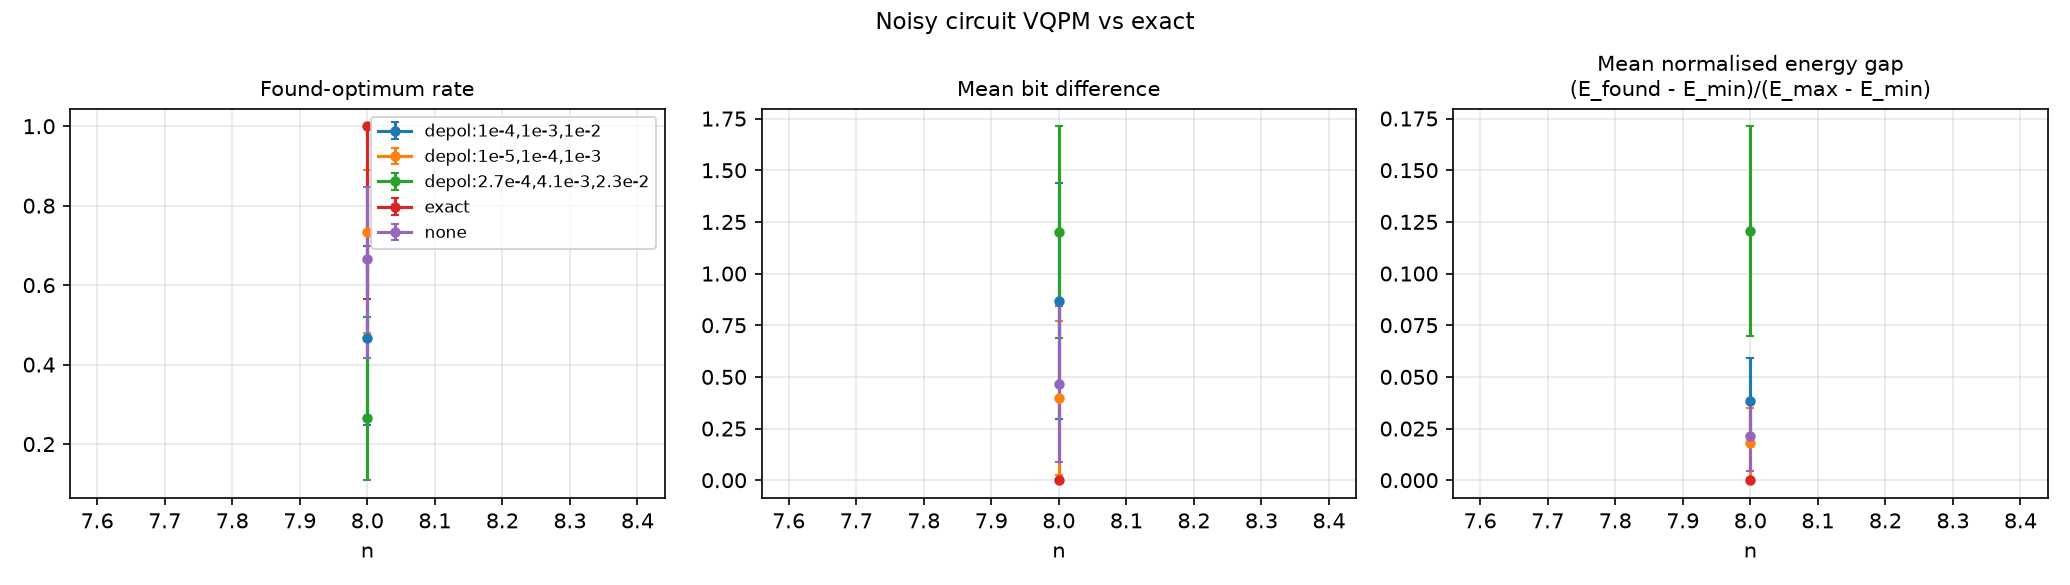 Noisy circuit VQPM vs exact
Found-optimum rate
1.0
0.8
0.6
0.4
0.2
7.6 7.7 7.8 7.9 8.0 8.1 8.2 8.3 8.4
n
depol:1e-4,1e-3,1e-2
depol:1e-5,1e-4,1e-3
depol:2.7e-4,4.1e-3,2.3e-2
exact
none
Mean bit difference
1.75
1.50
1.25
1.00
0.75
0.50
0.25
0.00
7.6 7.7 7.8 7.9 8.0 8.1 8.2 8.3 8.4
n
Mean normalised energy gap
(E_found - E_min)/(E_max - E_min)
0.175
0.150
0.125
0.100
0.075
0.050
0.025
0.000
7.6 7.7 7.8 7.9 8.0 8.1 8.2 8.3 8.4
n